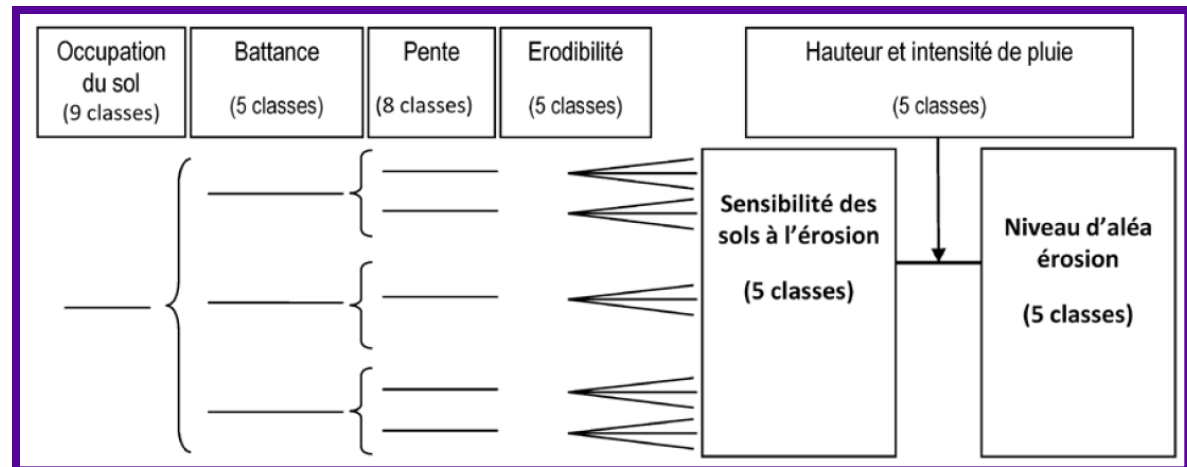 Occupation
du sol
(9 classes)
Battance
(5 classes)
Pente
(8 classes)
Erodibilité
(5 classes)
Hauteur et intensité de pluie
(5 classes)
Sensibilité des
sols à l'érosion
(5 classes)
Niveau d'aléa
érosion
(5 classes)